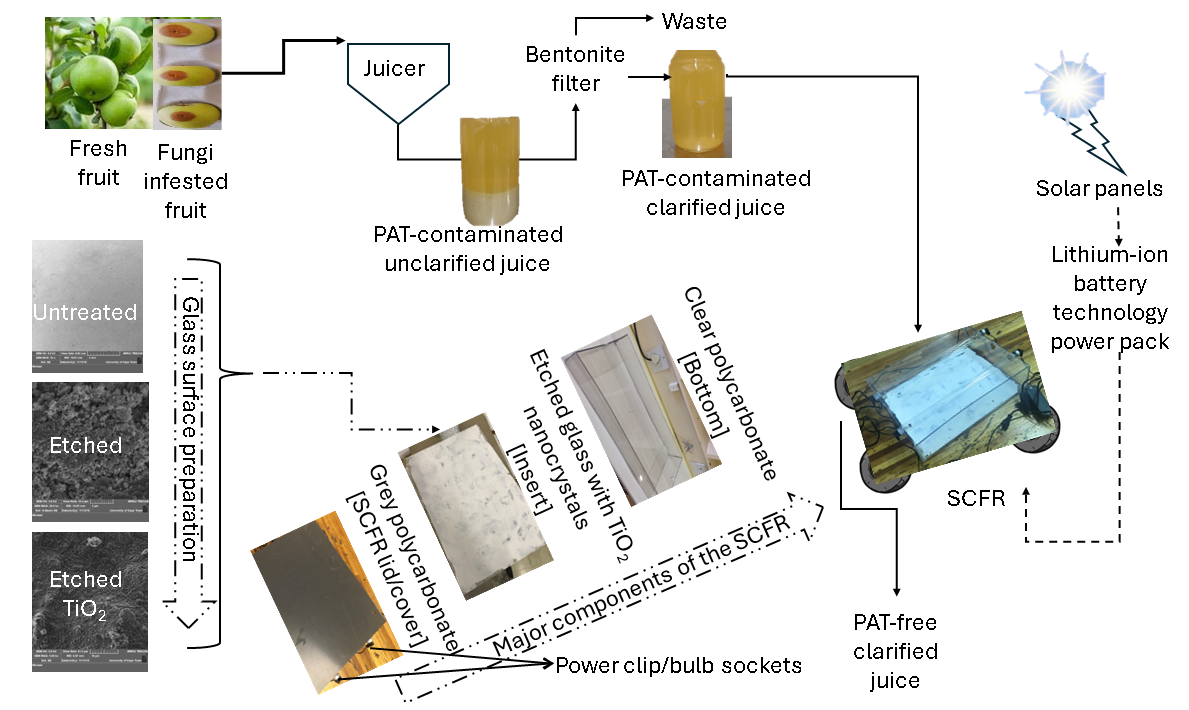 Waste
Bentonite
filter
Juicer
Fresh
fruit
Fungi
infested
fruit
PAT-contaminated
clarified juice
PAT-contaminated
unclarified juice
Solar panels
Lithium-ion
battery
technology
power pack
Untreated
Etched
Etched
TiO₂
Glass surface preparation
Clear polycarbonate
[Bottom]
Etched glass with TiO₂
nanocrystals
[Insert]
Grey polycarbonate
[SCFR lid/cover]
Major components of the SCFR
SCFR
Power clip/bulb sockets
PAT-free
clarified
juice